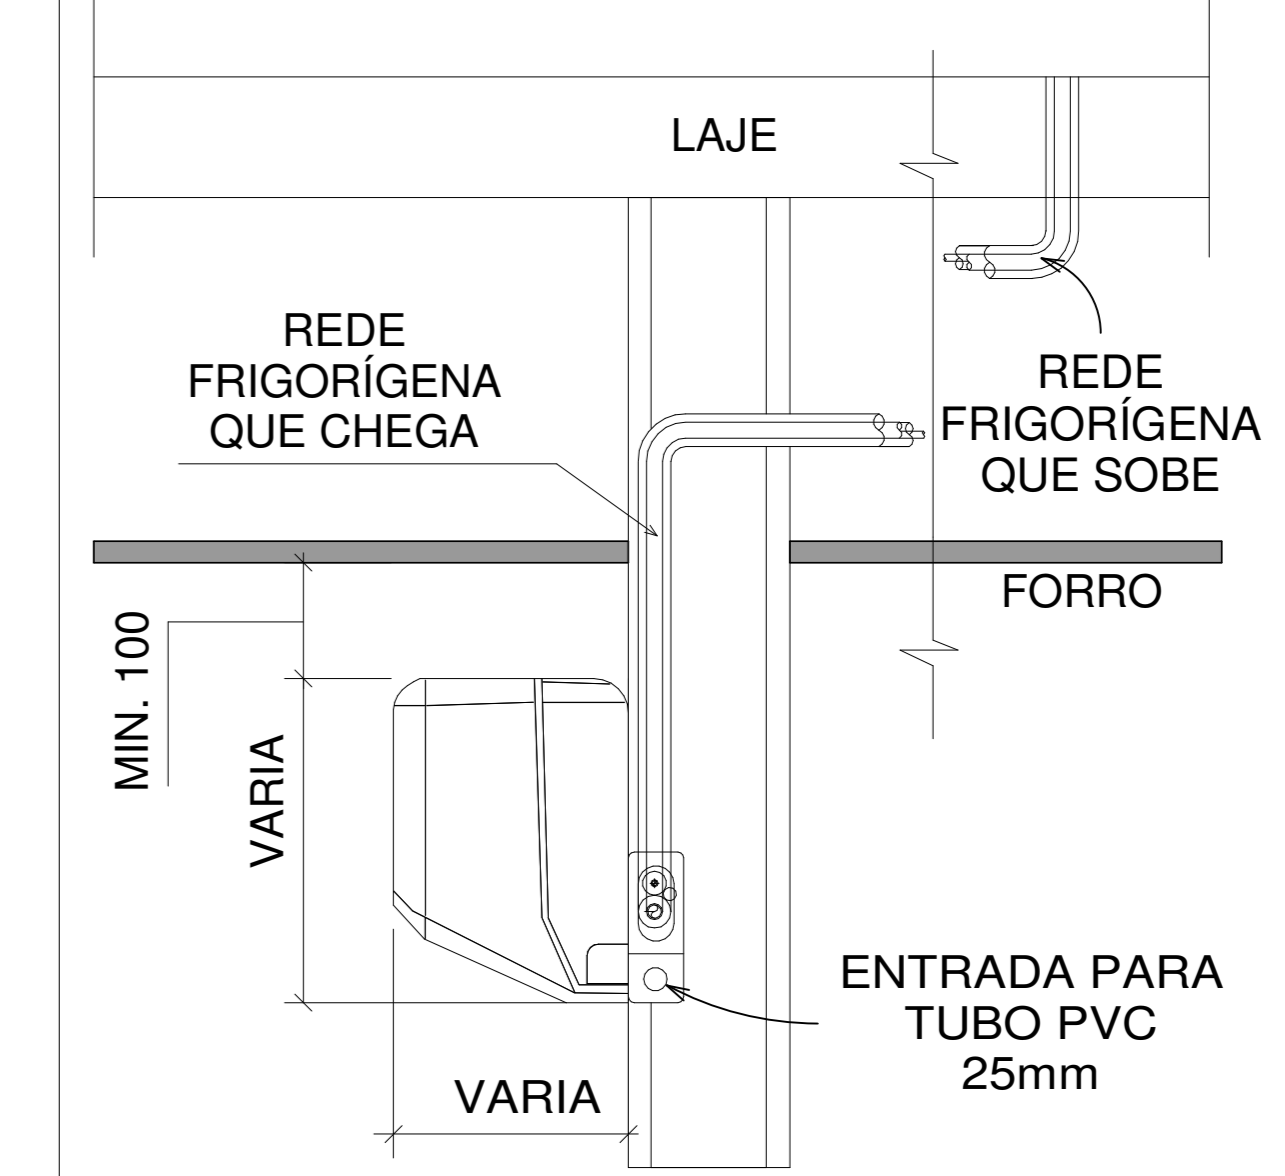 LAJE
REDE
FRIGORÍGENA
QUE CHEGA
REDE
FRIGORÍGENA
QUE SOBE
FORRO
MIN. 100
VARIA
ENTRADA PARA
TUBO PVC
25mm
VARIA